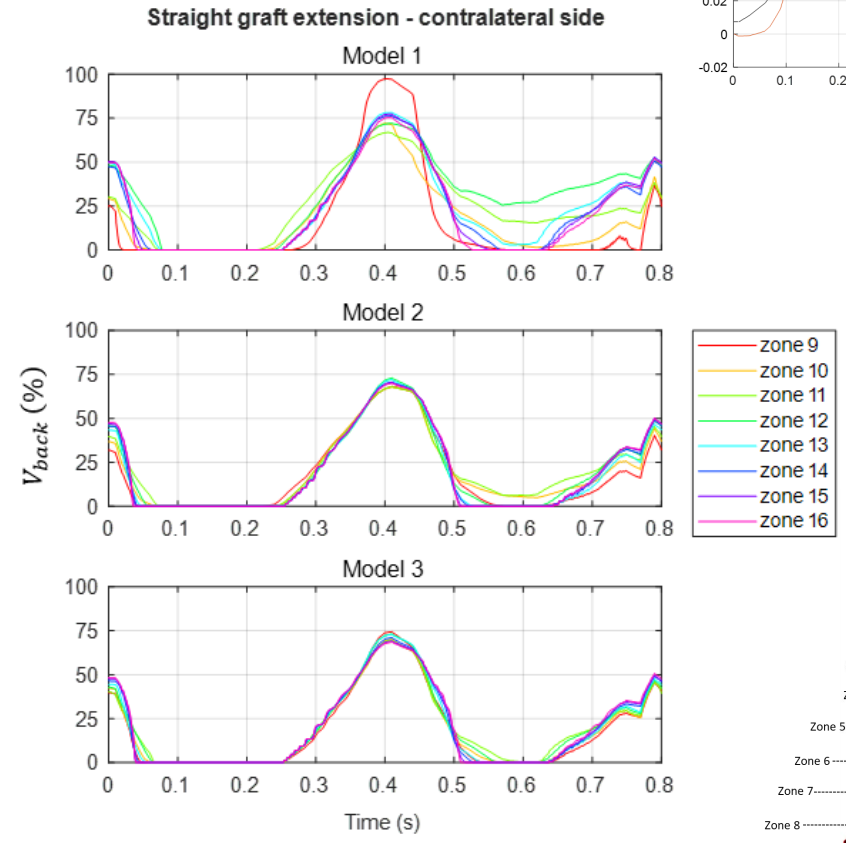 Straight graft extension - contralateral side
0.02
0
-0.02
0 0.1 0.2
Model 1
100
75
50
25
0
0 0.1 0.2 0.3 0.4 0.5 0.6 0.7 0.8
Model 2
100
75
50
25
0
0 0.1 0.2 0.3 0.4 0.5 0.6 0.7 0.8
V_back (%)
zone 9
zone 10
zone 11
zone 12
zone 13
zone 14
zone 15
zone 16
Model 3
100
75
50
25
0
0 0.1 0.2 0.3 0.4 0.5 0.6 0.7 0.8
Time (s)
Zone 5
Zone 6
Zone 7
Zone 8